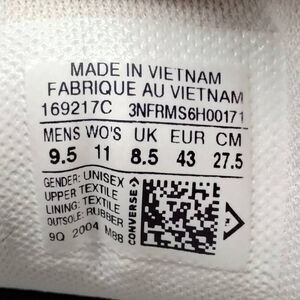 MADE IN VIETNAM
FABRIQUE AU VIETNAM
169217C 3NFRMS6H00171
MENS WO'S UK EUR CM
9.5 11 8.5 43 27.5
GENDER: UNISEX
UPPER: TEXTILE
LINING: TEXTILE
OUTSOLE: RUBBER
9Q 2004 M88
CONVERSE